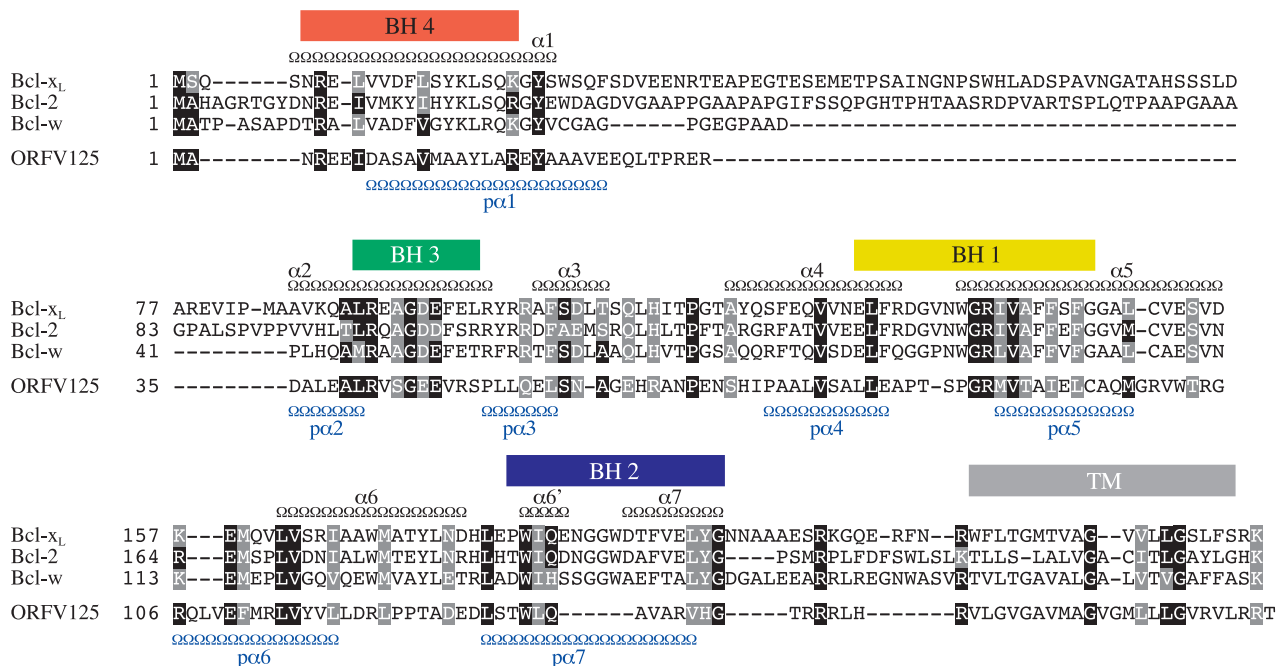 BH 4
α1
Bcl-xL 1 MSQ-------SNRE-LVVDFLSYKLSQKGYSWSQFSDVEENRTEAPEGTESEMETPSAINGNPSWHLADSPAVNGATAHSSSLD
Bcl-2 1 MAHAGRTGYDNRE-IVMKYIHYKLSQRGYEWDAGDVGAAPPGAAPAPGIFSSQPGHTPHTAASRDPVARTSPLQTPAAPGAAA
Bcl-w 1 MATP-ASAPDTRA-LVADFVGYKLRQKGYVCGAG------PGEGPAAD-----------------------------------
ORFV125 1 MA--------NREEIDASAVMAAYLAREYAAAVEEQLTPRER-----------------------------------------
pα1
BH 3 BH 1
α2 α3 α4 α5
Bcl-xL 77 AREVIP-MAAVKQALREAGDEFELRYRRAFSDLTSQLHITPGTAYQSFEQVVNELFRDGVNWGRIVAFFSFGGAL-CVESVD
Bcl-2 83 GPALSPVPPVVHLTLRQAGDDFSRRYRRDFAEMSRQLHLTPFTARGRFATVVEELFRDGVNWGRIVAFFEFGGVM-CVESVN
Bcl-w 41 ---------PLHQAMRAAGDEFETRFRRTFSDLAAQLHVTPGSAQQRFTQVSDELFQGGPNWGRLVAFFVFGAAL-CAESVN
ORFV125 35 ---------DALEALRVSGEEVRSPLLQELSN-AGEHRANPENSHIPAALVSALLEAPT-SPGRMVTAIELCAQMGRVWTRG
pα2 pα3 pα4 pα5
BH 2 TM
α6 α6’ α7
Bcl-xL 157 K---EMQVLVSRIAAWMATYLNDHLEPWIQENGGWDTFVELYGNNAAAESRKGQE-RFN--RWFLTGMTVAG--VVLLGSLFSRK
Bcl-2 164 R---EMSPLVDNIALWMTEYLNRHLHTWIQDNGGWDAFVELYG----PSMRPLFDFSWLSLKTLLS-LALVGA-CITLGAYLGHK
Bcl-w 113 K---EMEPLVGQVQEWMVAYLETRLADWIHSSGGWAEFTALYGDGALEEARRLREGNWASVRTVLTGAVALGA-LVTVGAFFASK
ORFV125 106 RQLVEFMRLVYVLLDRLPPTADEDLSTWLQ------AVARVHG----TRRRLH------RVLGVGAVMAGVGMLLLGVRVLRRT
pα6 pα7